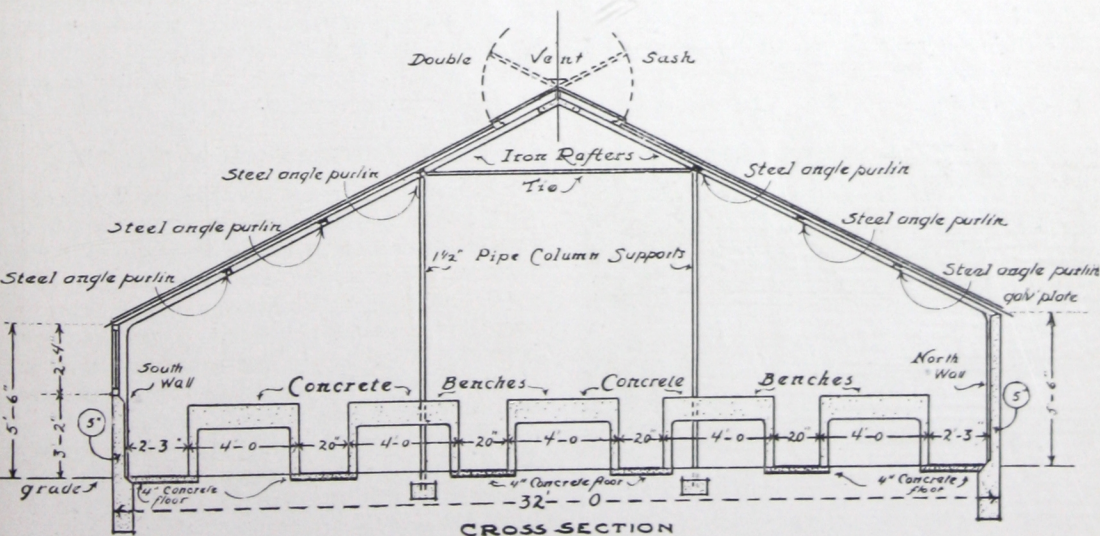 Double Vent Sash
Iron Rafters
Tie
Steel angle purlin
Steel angle purlin
Steel angle purlin
Steel angle purlin
Steel angle purlin
Steel angle purlin
galv plate
1½" Pipe Column Supports
5'-6"
2'-4"
3'-2"
South
Wall
North
Wall
5'-6"
Concrete Benches Concrete Benches
5"
5
2-3" 4'-0 20" 4'-0 20" 4'-0 20" 4'-0 20" 4'-0 2'-3"
grade
4" Concrete
floor
4" Concrete floor
4" Concrete
floor
32'-0
CROSS SECTION